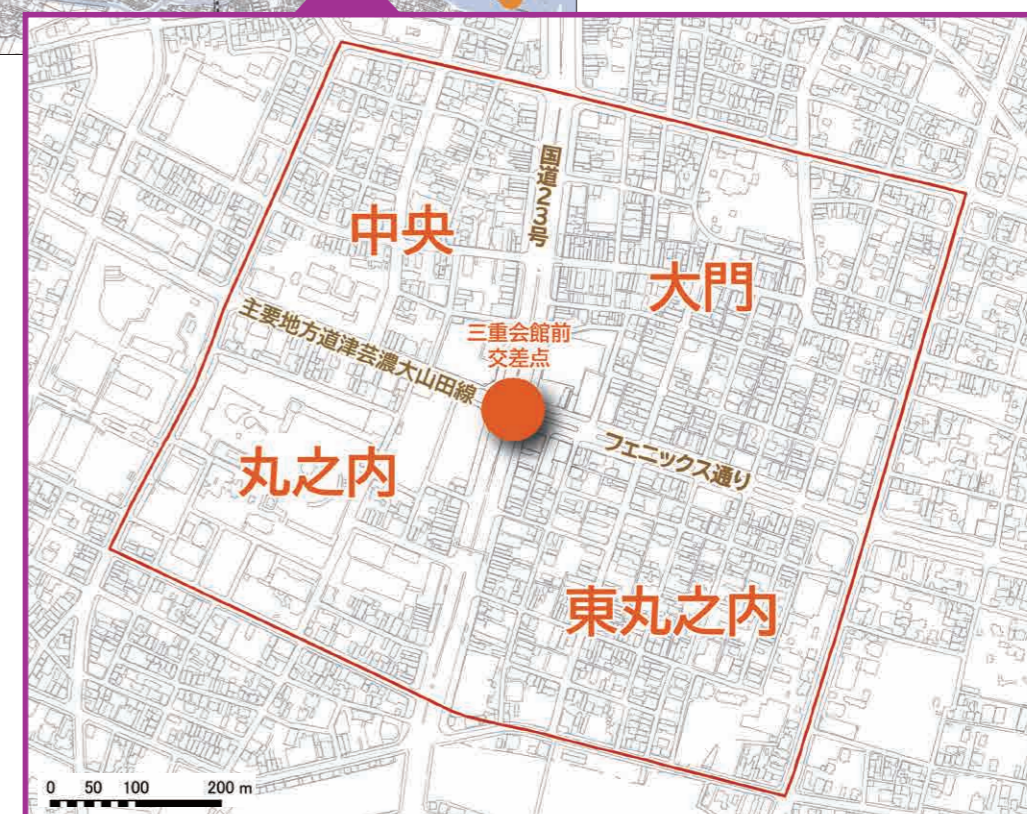 国道23号
中央
大門
主要地方道津芸濃大山田線
三重会館前
交差点
丸之内
フェニックス通り
東丸之内
0 50 100 200 m